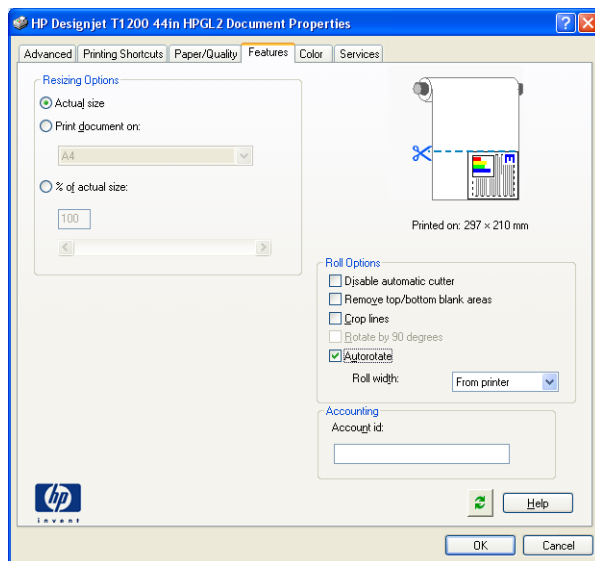 HP Designjet T1200 44in HPGL2 Document Properties
Advanced Printing Shortcuts Paper/Quality Features Color Services
Resizing Options
Actual size
Print document on:
A4
% of actual size:
100
Printed on: 297 × 210 mm
Roll Options
Disable automatic cutter
Remove top/bottom blank areas
Crop lines
Rotate by 90 degrees
Autorotate
Roll width: From printer
Accounting
Account id:
hp
invent
Help
OK Cancel